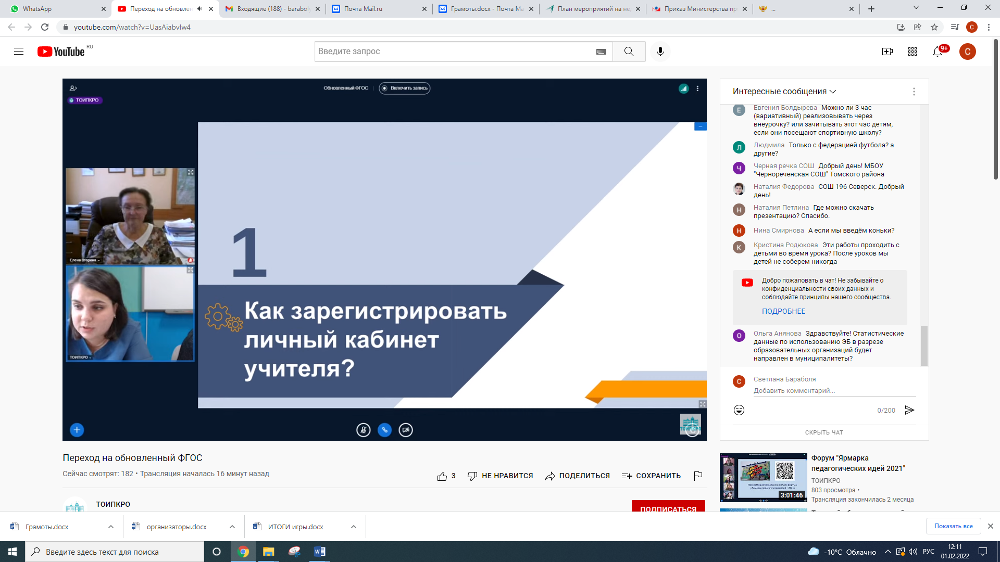 WhatsApp
Переход на обновлен
Входящие (188) - baraboly
Почта Mail.ru
Грамоты.docx - Почта Ма
План мероприятий на не
Приказ Министерства пр
...
youtube.com/watch?v=UasAiabvIw4
YouTube RU
Введите запрос
9+
C
Обновленный ФГОС
Включить запись
ТОИПКРО
Елена Вторина
ТОИПКРО
1
Как зарегистрировать
личный кабинет
учителя?
ТОИПКРО
Интересные сообщения
Евгения Болдырева Можно ли 3 час
(вариативный) реализовывать через
внеурочку? или зачитывать этот час детям,
если они посещают спортивную школу?
Людмила Только с федерацией футбола? а
другие?
Черная речка СОШ Добрый день! МБОУ
"Чернореченская СОШ" Томского района
Наталия Федорова СОШ 196 Северск. Добрый
день!
Наталия Петлина Где можно скачать
презентацию? Спасибо.
Нина Смирнова А если мы введём коньки?
Кристина Родюкова Эти работы проходить с
детьми во время урока? После уроков мы
детей не соберем никогда
Добро пожаловать в чат! Не забывайте о
конфиденциальности своих данных и
соблюдайте принципы нашего сообщества.
ПОДРОБНЕЕ
Ольга Анянова Здравствуйте! Статистические
данные по использованию ЭБ в разрезе
образовательных организаций будет
направлен в муниципалитеты?
Светлана Бараболя
Добавить комментарий...
0/200
СКРЫТЬ ЧАТ
Переход на обновленный ФГОС
Сейчас смотрят: 182 • Трансляция началась 16 минут назад
3
НЕ НРАВИТСЯ
ПОДЕЛИТЬСЯ
СОХРАНИТЬ
ТОИПКРО
ПОДПИСАТЬСЯ
3:01:46
Форум "Ярмарка
педагогических идей 2021"
ТОИПКРО
803 просмотра •
Трансляция закончилась 2 месяца
Грамоты.docx
организаторы.docx
ИТОГИ игры.docx
Показать все
Введите здесь текст для поиска
-10°C Облачно
РУС
12:11
01.02.2022